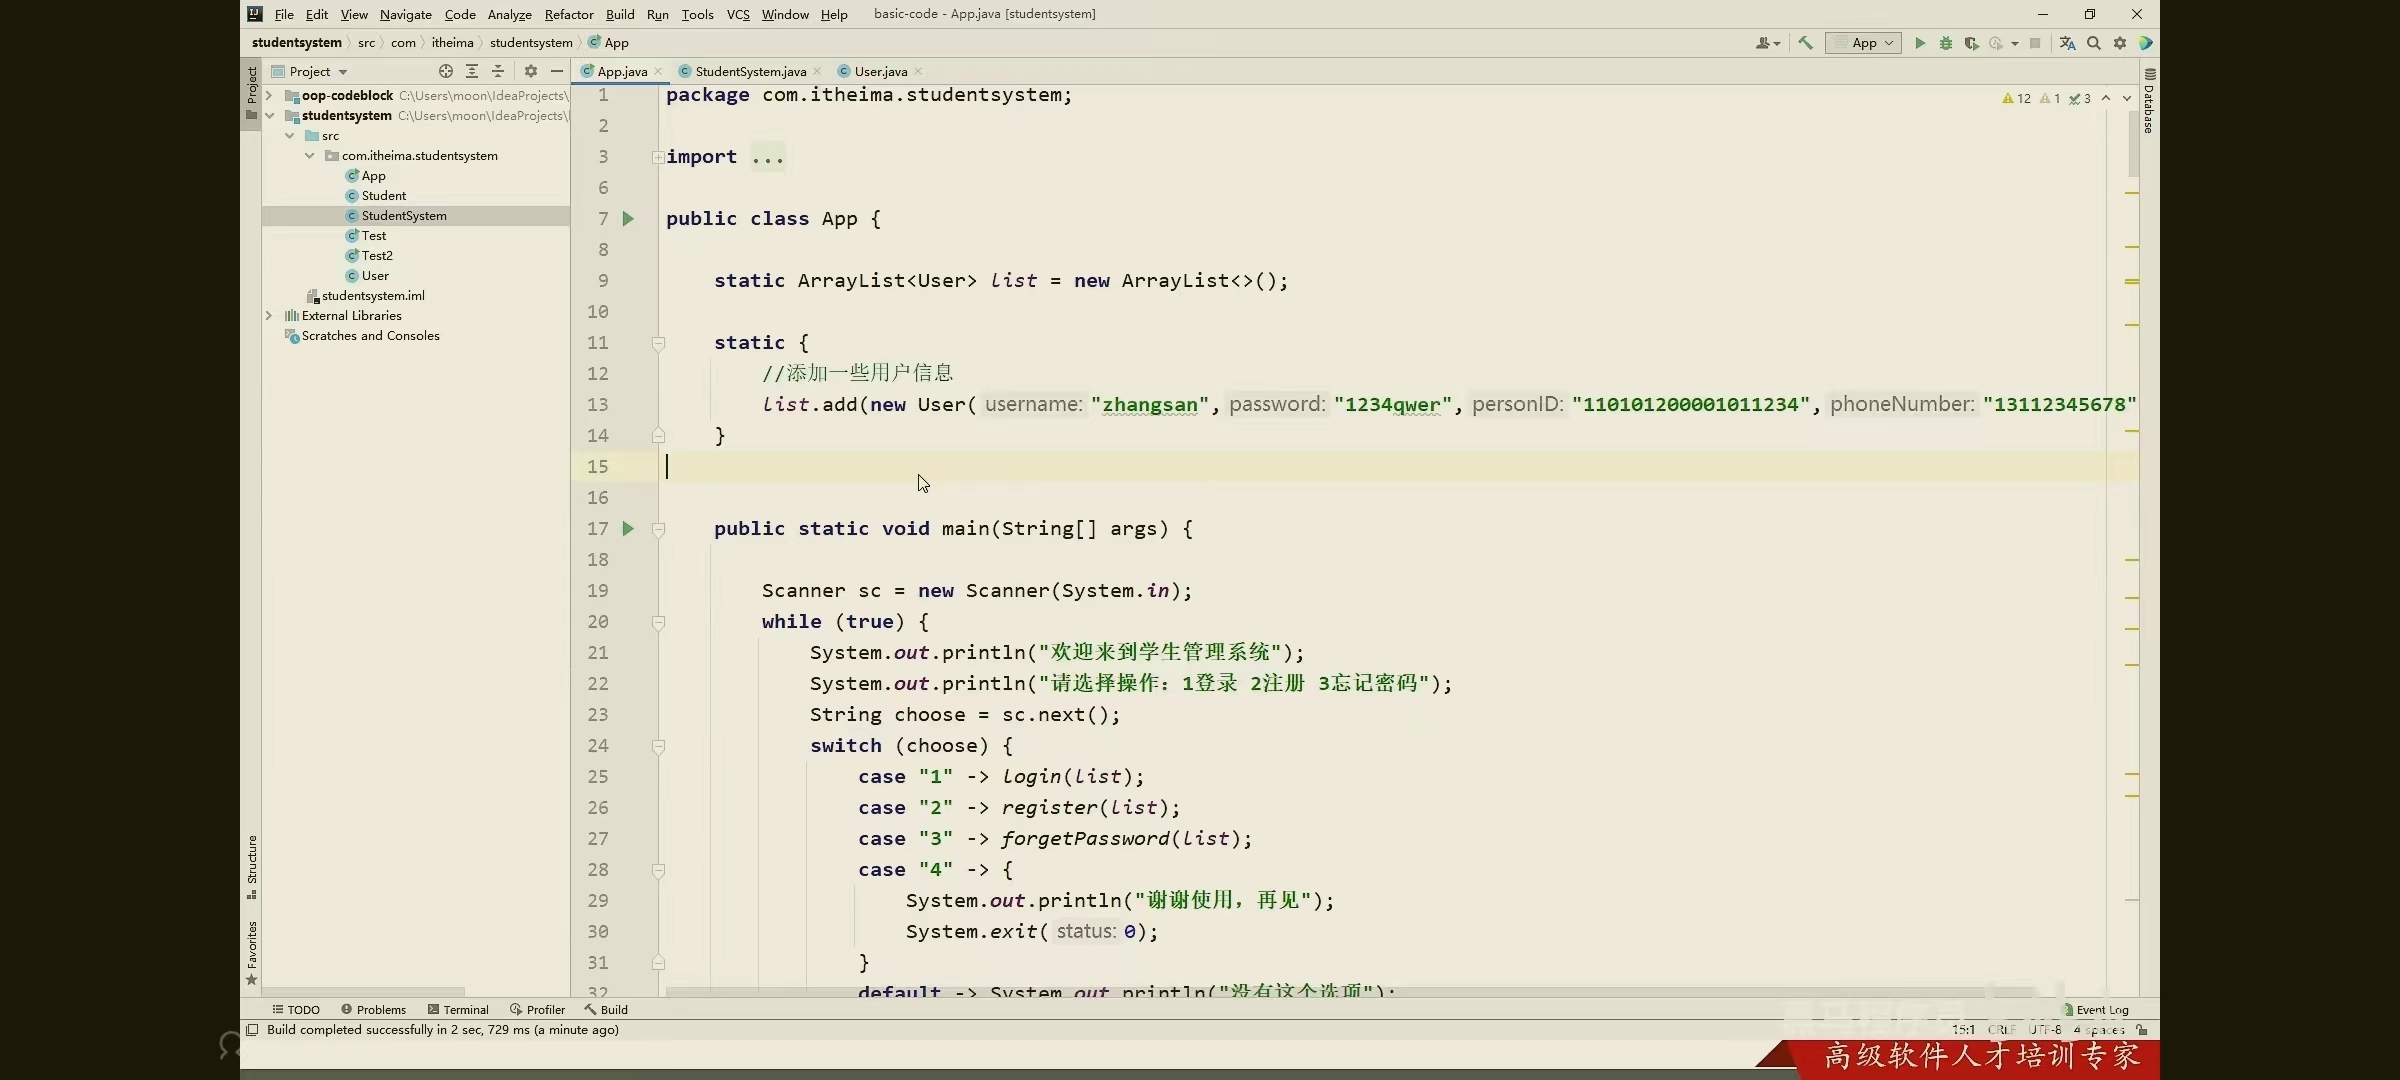 File Edit View Navigate Code Analyze Refactor Build Run Tools VCS Window Help basic-code - App.java [studentsystem]
studentsystem src com itheima studentsystem App
App
Project
App.java StudentSystem.java User.java
Project
oop-codeblock C:\Users\moon\IdeaProjects\
studentsystem C:\Users\moon\IdeaProjects\
src
com.itheima.studentsystem
App
Student
StudentSystem
Test
Test2
User
studentsystem.iml
External Libraries
Scratches and Consoles
Structure
Favorites
12 1 3
Database
1 package com.itheima.studentsystem;
2
3 import ...
6
7 public class App {
8
9 static ArrayList<User> list = new ArrayList<>();
10
11 static {
12 //添加一些用户信息
13 list.add(new User( username: "zhangsan", password: "1234qwer", personID: "110101200001011234", phoneNumber: "13112345678"
14 }
15
16
17 public static void main(String[] args) {
18
19 Scanner sc = new Scanner(System.in);
20 while (true) {
21 System.out.println("欢迎来到学生管理系统");
22 System.out.println("请选择操作：1登录 2注册 3忘记密码");
23 String choose = sc.next();
24 switch (choose) {
25 case "1" -> login(list);
26 case "2" -> register(list);
27 case "3" -> forgetPassword(list);
28 case "4" -> {
29 System.out.println("谢谢使用，再见");
30 System.exit( status: 0);
31 }
32 default -> System.out.println("没有这个选项");
TODO Problems Terminal Profiler Build Event Log
Build completed successfully in 2 sec, 729 ms (a minute ago) 15:1 CRLF UTF-8 4 spaces
高级软件人才培训专家